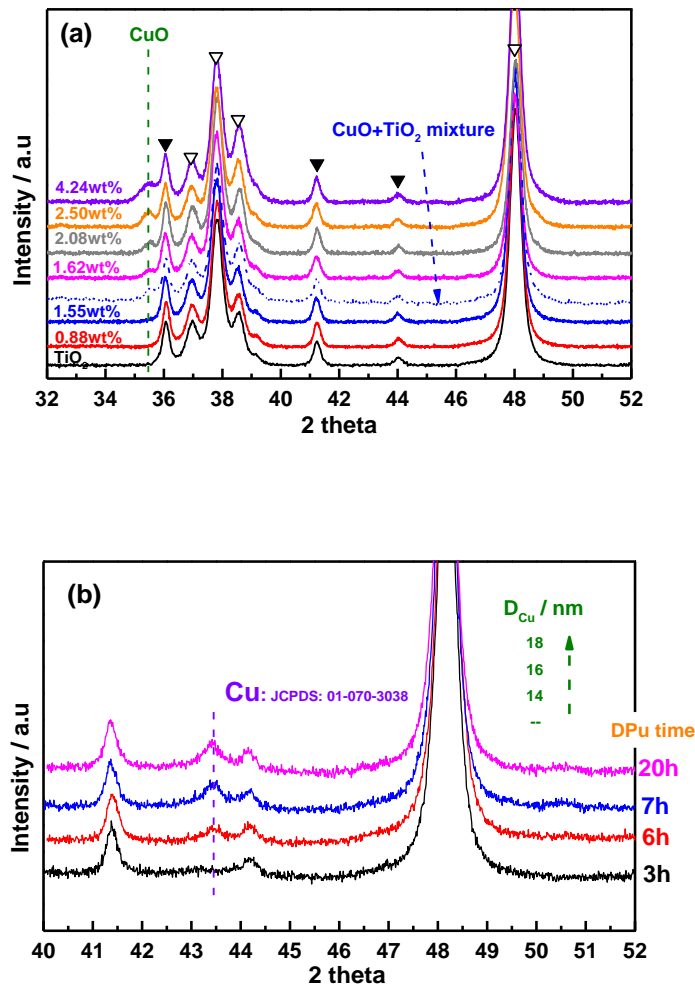 (a)
CuO
CuO+TiO2 mixture
4.24wt%
2.50wt%
2.08wt%
1.62wt%
1.55wt%
0.88wt%
TiO2
Intensity / a.u
32 34 36 38 40 42 44 46 48 50 52
2 theta
(b)
DCu / nm
18
16
14
--
Cu: JCPDS: 01-070-3038
DPu time
20h
7h
6h
3h
Intensity / a.u
40 41 42 43 44 45 46 47 48 49 50 51 52
2 theta